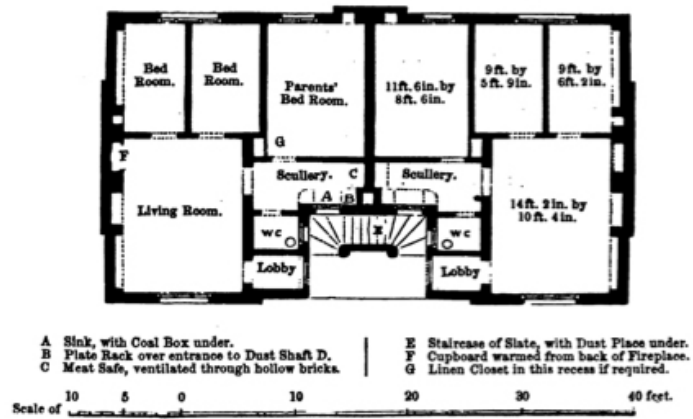 Bed
Room.
Bed
Room.
Parents'
Bed Room.
11ft. 6in. by
8ft. 6in.
9ft. by
5ft. 9in.
9ft. by
6ft. 2in.
F
G
Scullery.
C
Scullery.
A
B
Living Room.
14ft. 2in. by
10ft. 4in.
WC
WC
Lobby
Lobby
A Sink, with Coal Box under.
B Plate Rack over entrance to Dust Shaft D.
C Meat Safe, ventilated through hollow bricks.
E Staircase of Slate, with Dust Place under.
F Cupboard warmed from back of Fireplace.
G Linen Closet in this recess if required.
Scale of
10 5 0 10 20 30 40 feet.